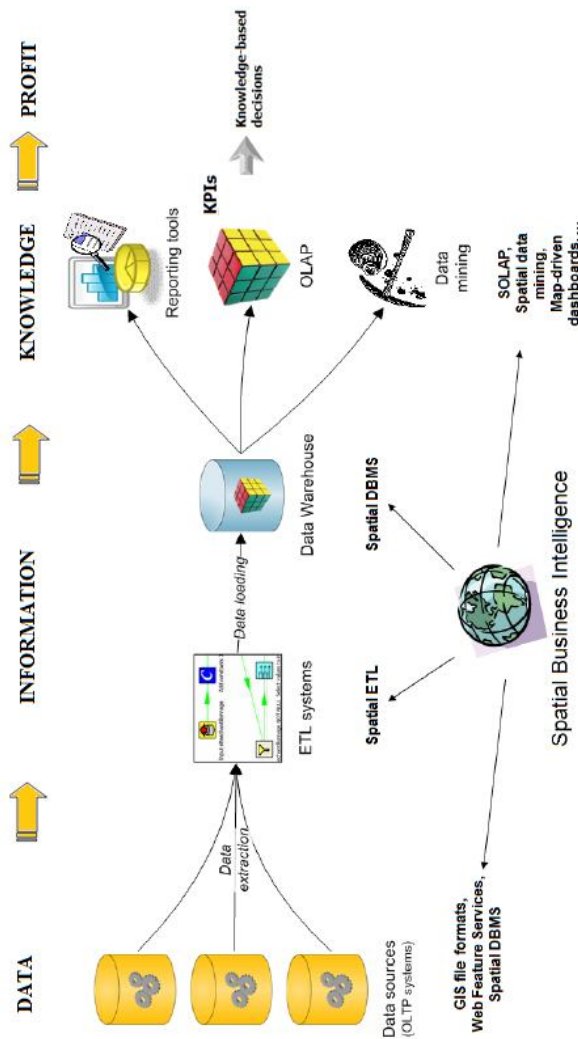 DATA
INFORMATION
KNOWLEDGE
PROFIT
Data
extraction
Data loading
Data sources
(OLTP systems)
ETL systems
Data Warehouse
Reporting tools
KPIs
OLAP
Knowledge-based
decisions
Data
mining
GIS file formats,
Web Feature Services,
Spatial DBMS
Spatial ETL
Spatial DBMS
SOLAP,
Spatial data
mining,
Map-driven
dashboards, ...
Spatial Business Intelligence